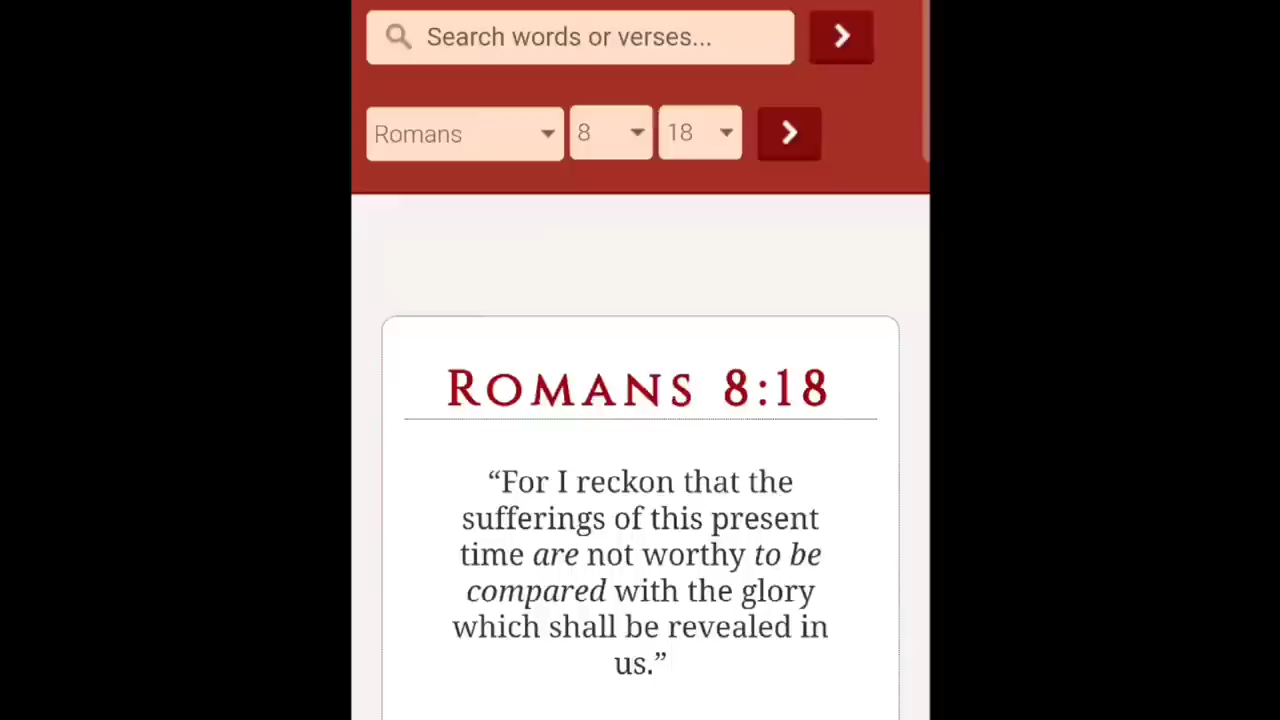 Search words or verses...
Romans 8 18
ROMANS 8:18
“For I reckon that the
sufferings of this present
time are not worthy to be
compared with the glory
which shall be revealed in
us.”